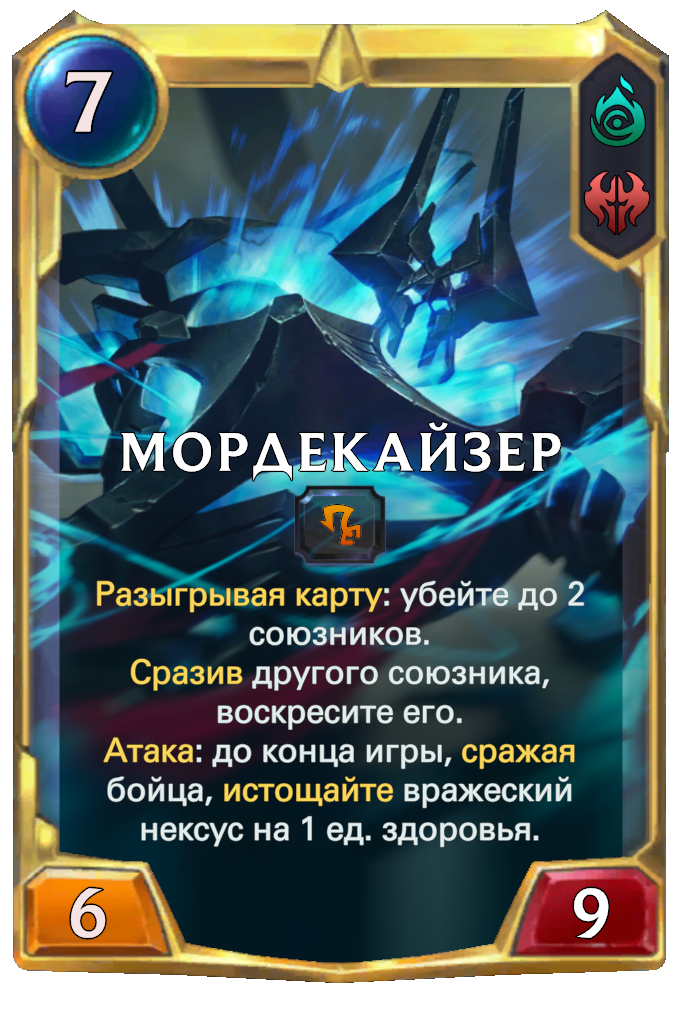 7
МОРДЕКАЙЗЕР
Разыгрывая карту: убейте до 2
союзников.
Сразив другого союзника,
воскресите его.
Атака: до конца игры, сражая
бойца, истощайте вражеский
нексус на 1 ед. здоровья.
6
9